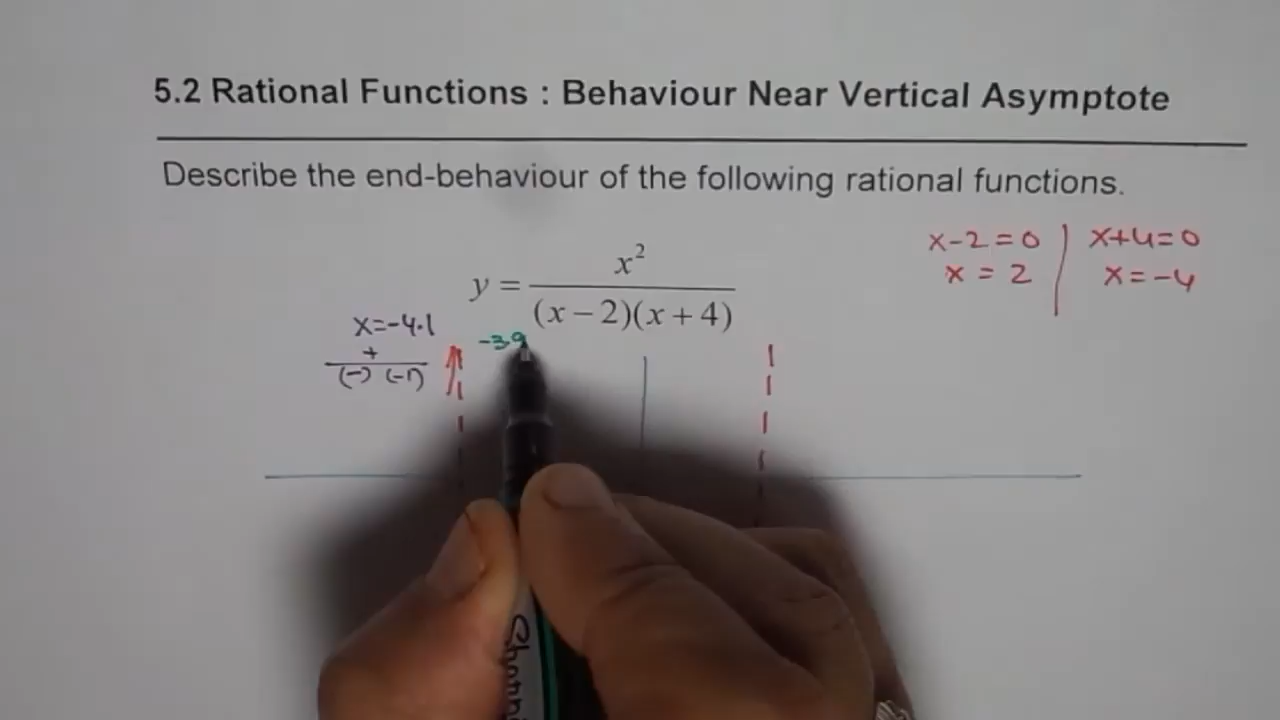 5.2 Rational Functions : Behaviour Near Vertical Asymptote
Describe the end-behaviour of the following rational functions.
x-2=0 | x+4=0
x = 2 | x=-4
y = x² / ((x − 2)(x + 4))
x=-4.1
+
(-) (-)
-3.9